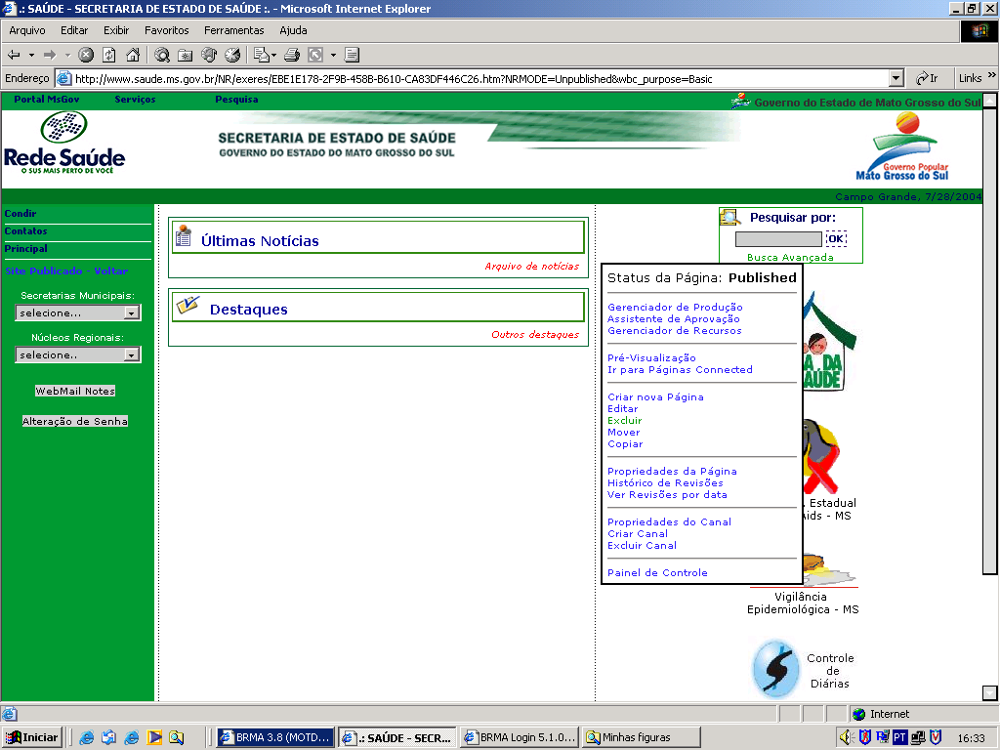 .: SAÚDE - SECRETARIA DE ESTADO DE SAÚDE :. - Microsoft Internet Explorer
Arquivo Editar Exibir Favoritos Ferramentas Ajuda
Endereço http://www.saude.ms.gov.br/NR/exeres/EBE1E178-2F9B-458B-B610-CA83DF446C26.htm?NRMODE=Unpublished&wbc_purpose=Basic Ir Links »
Portal MsGov Serviços Pesquisa Governo do Estado de Mato Grosso do Sul
Rede Saúde
O SUS MAIS PERTO DE VOCÊ
SECRETARIA DE ESTADO DE SAÚDE
GOVERNO DO ESTADO DO MATO GROSSO DO SUL
Governo Popular
Mato Grosso do Sul
Campo Grande, 7/28/2004
Condir
Contatos
Principal
Site Publicado - Voltar
Secretarias Municipais:
selecione...
Núcleos Regionais:
selecione..
WebMail Notes
Alteração de Senha
Últimas Notícias
Arquivo de notícias
Destaques
Outros destaques
Pesquisar por:
OK
Busca Avançada
Status da Página: Published
Gerenciador de Produção
Assistente de Aprovação
Gerenciador de Recursos
Pré-Visualização
Ir para Páginas Connected
Criar nova Página
Editar
Excluir
Mover
Copiar
Propriedades da Página
Histórico de Revisões
Ver Revisões por data
Propriedades do Canal
Criar Canal
Excluir Canal
Painel de Controle
DA
AÚDE
Estadual
Aids - MS
Vigilância
Epidemiológica - MS
Controle
de
Diárias
Internet
Iniciar BRMA 3.8 (MOTD... .: SAÚDE - SECR... BRMA Login 5.1.0... Minhas figuras PT 16:33